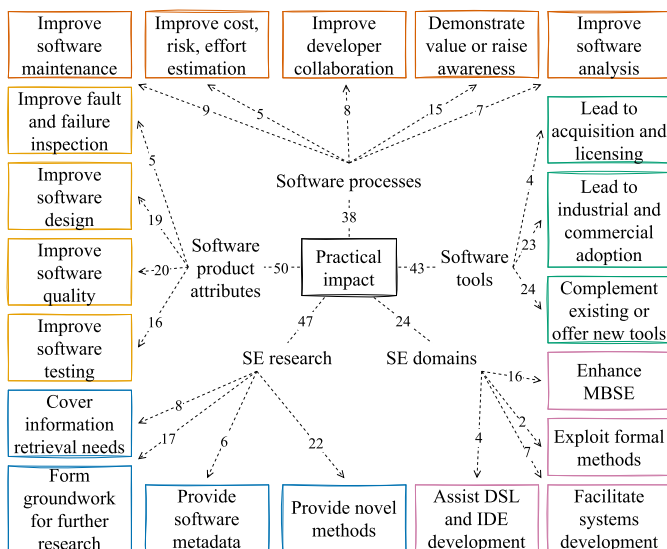 Improve
software
maintenance
Improve cost,
risk, effort
estimation
Improve
developer
collaboration
Demonstrate
value or raise
awareness
Improve
software
analysis
9
5
8
15
7
Improve fault
and failure
inspection
Lead to
acquisition and
licensing
5
Software processes
4
Improve
software
design
Lead to
industrial and
commercial
adoption
19
38
23
Improve
software
quality
20
Software
product
attributes
50
Practical
impact
43
Software
tools
24
Complement
existing or
offer new tools
Improve
software
testing
16
47
24
SE research
SE domains
Enhance
MBSE
16
Cover
information
retrieval needs
8
17
6
22
4
2
7
Exploit formal
methods
Form
groundwork
for further
research
Provide
software
metadata
Provide novel
methods
Assist DSL
and IDE
development
Facilitate
systems
development